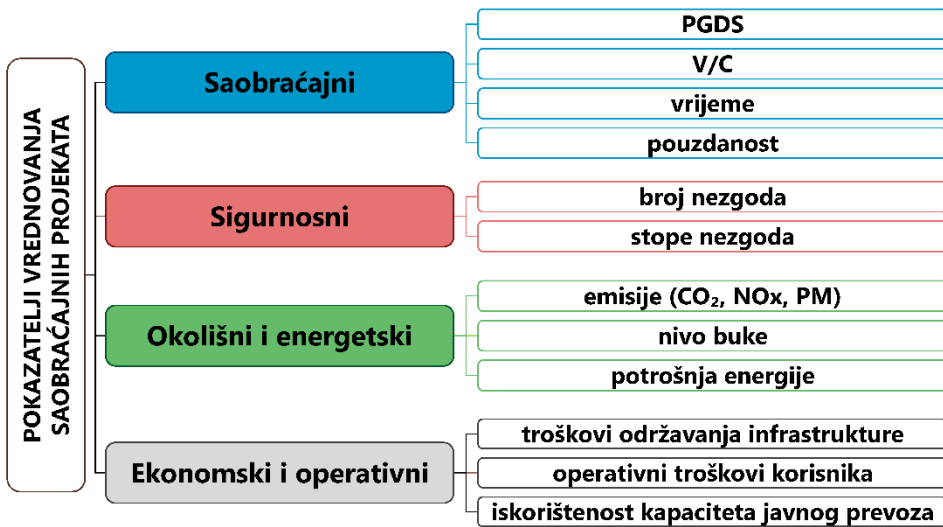 POKAZATELJI VREDNOVANJA
SAOBRAĆAJNIH PROJEKATA
Saobraćajni
PGDS
V/C
vrijeme
pouzdanost
Sigurnosni
broj nezgoda
stope nezgoda
Okolišni i energetski
emisije (CO₂, NOx, PM)
nivo buke
potrošnja energije
Ekonomski i operativni
troškovi održavanja infrastrukture
operativni troškovi korisnika
iskorištenost kapaciteta javnog prevoza